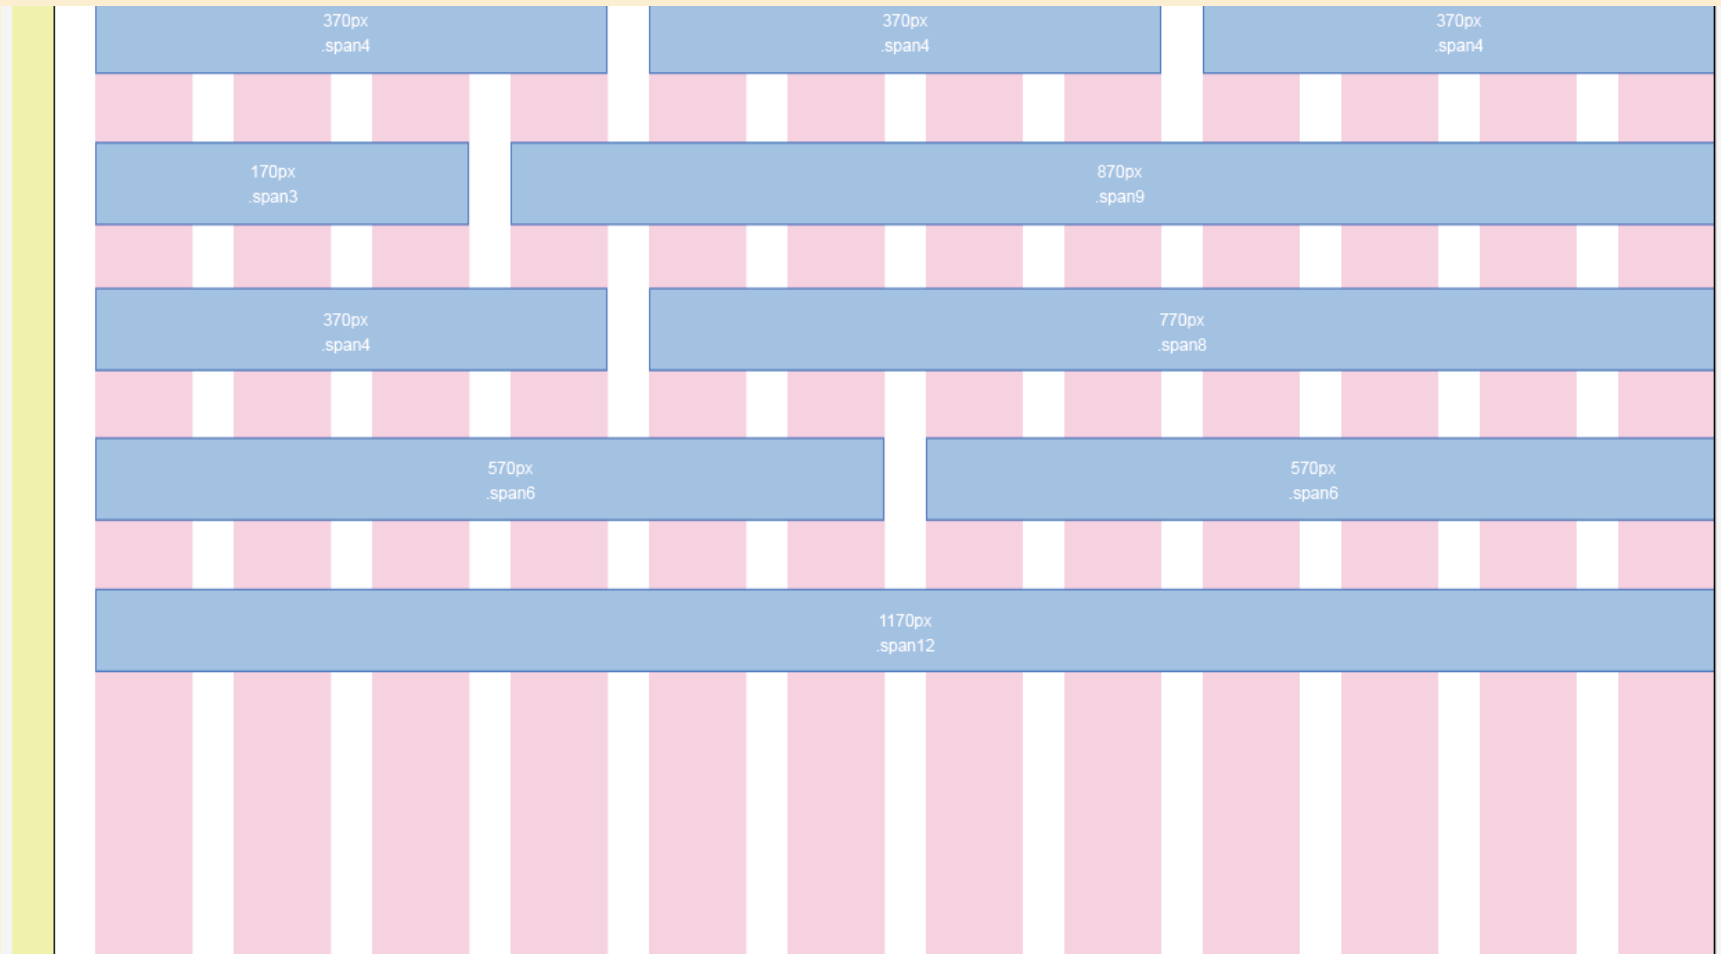 370px
.span4
370px
.span4
370px
.span4
170px
.span3
870px
.span9
370px
.span4
770px
.span8
570px
.span6
570px
.span6
1170px
.span12